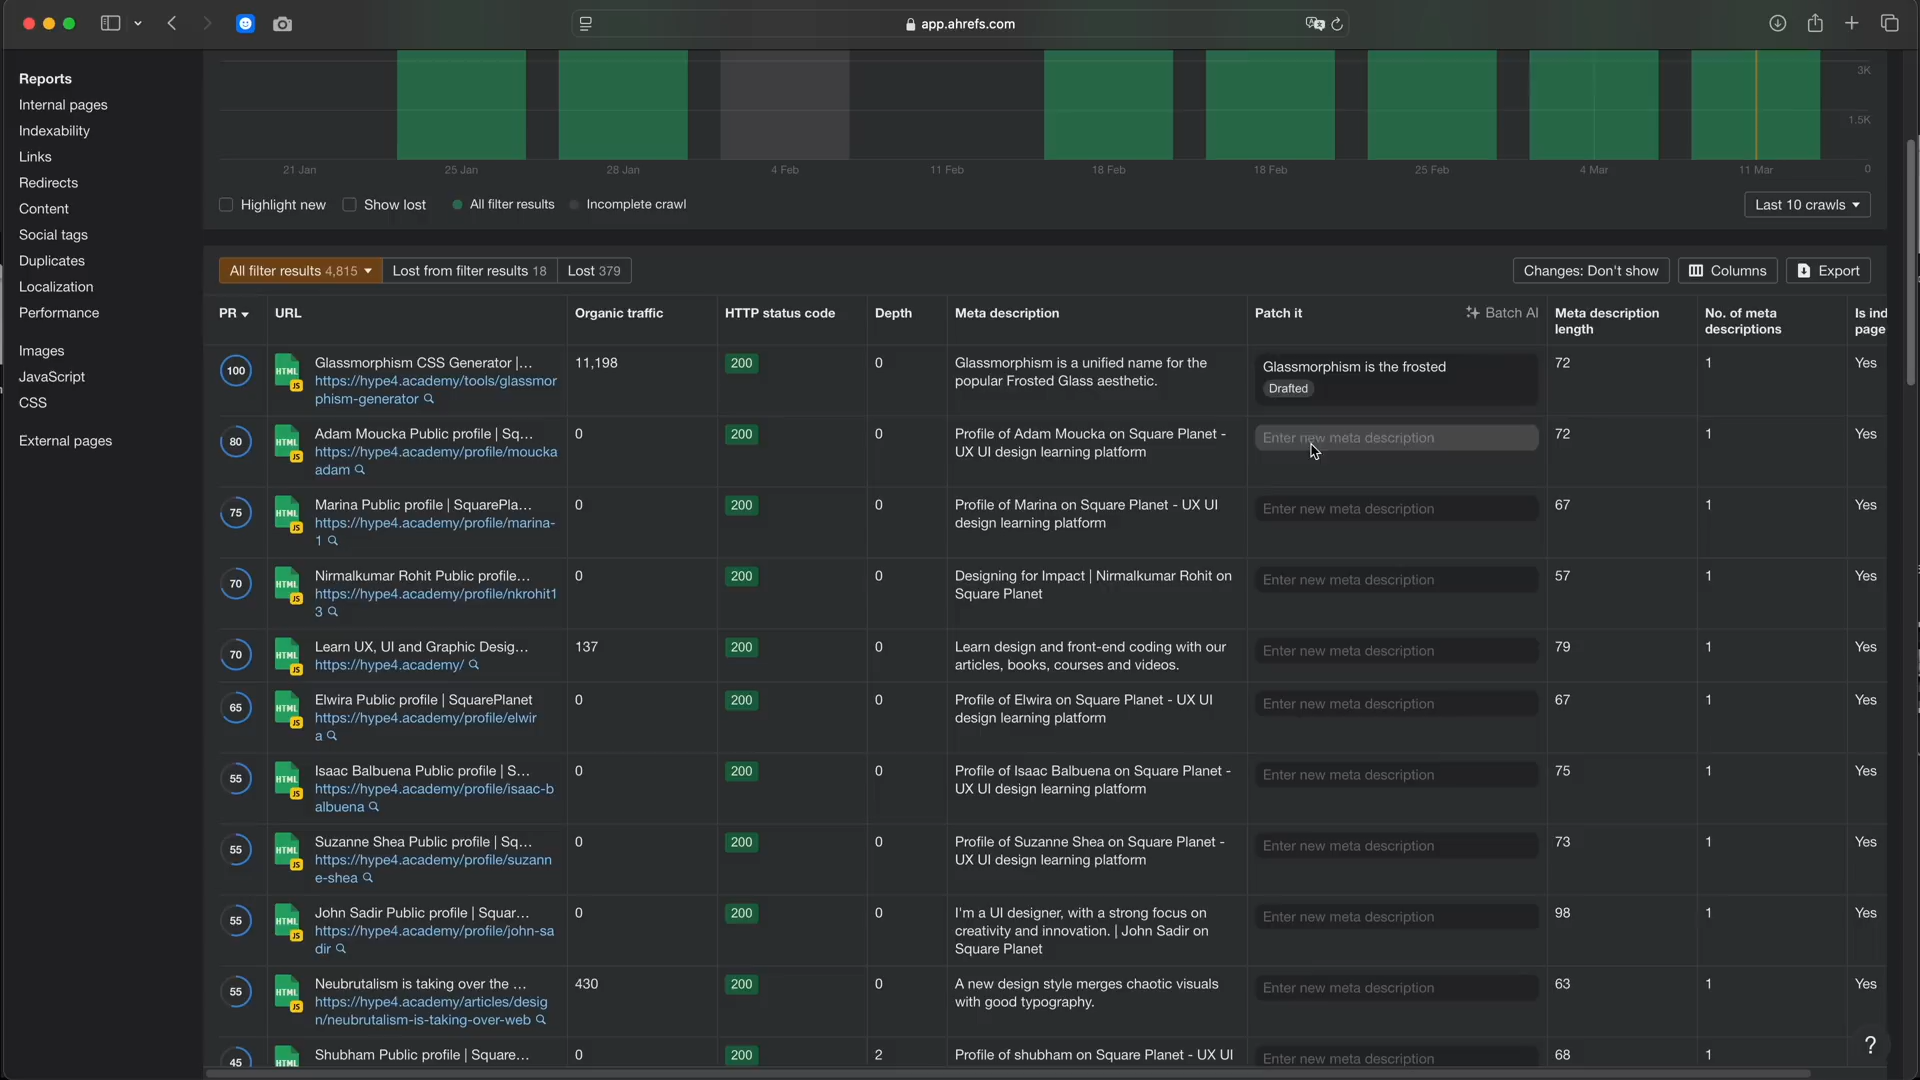 app.ahrefs.com
Reports
Internal pages
Indexability
Links
Redirects
Content
Social tags
Duplicates
Localization
Performance
Images
JavaScript
CSS
External pages
3K
1.5K
0
21 Jan
25 Jan
28 Jan
4 Feb
11 Feb
18 Feb
18 Feb
25 Feb
4 Mar
11 Mar
Highlight new
Show lost
All filter results
Incomplete crawl
Last 10 crawls
All filter results 4,815
Lost from filter results 18
Lost 379
Changes: Don't show
Columns
Export
PR
URL
Organic traffic
HTTP status code
Depth
Meta description
Patch it
Batch AI
Meta description
length
No. of meta
descriptions
Is ind
page
100
HTML
JS
Glassmorphism CSS Generator |...
https://hype4.academy/tools/glassmor
phism-generator
11,198
200
0
Glassmorphism is a unified name for the
popular Frosted Glass aesthetic.
Glassmorphism is the frosted
Drafted
72
1
Yes
80
HTML
JS
Adam Moucka Public profile | Sq...
https://hype4.academy/profile/moucka
adam
0
200
0
Profile of Adam Moucka on Square Planet -
UX UI design learning platform
Enter new meta description
72
1
Yes
75
HTML
JS
Marina Public profile | SquarePla...
https://hype4.academy/profile/marina-
1
0
200
0
Profile of Marina on Square Planet - UX UI
design learning platform
Enter new meta description
67
1
Yes
70
HTML
JS
Nirmalkumar Rohit Public profile...
https://hype4.academy/profile/nkrohit1
3
0
200
0
Designing for Impact | Nirmalkumar Rohit on
Square Planet
Enter new meta description
57
1
Yes
70
HTML
JS
Learn UX, UI and Graphic Desig...
https://hype4.academy/
137
200
0
Learn design and front-end coding with our
articles, books, courses and videos.
Enter new meta description
79
1
Yes
65
HTML
JS
Elwira Public profile | SquarePlanet
https://hype4.academy/profile/elwir
a
0
200
0
Profile of Elwira on Square Planet - UX UI
design learning platform
Enter new meta description
67
1
Yes
55
HTML
JS
Isaac Balbuena Public profile | S...
https://hype4.academy/profile/isaac-b
albuena
0
200
0
Profile of Isaac Balbuena on Square Planet -
UX UI design learning platform
Enter new meta description
75
1
Yes
55
HTML
JS
Suzanne Shea Public profile | Sq...
https://hype4.academy/profile/suzann
e-shea
0
200
0
Profile of Suzanne Shea on Square Planet -
UX UI design learning platform
Enter new meta description
73
1
Yes
55
HTML
JS
John Sadir Public profile | Squar...
https://hype4.academy/profile/john-sa
dir
0
200
0
I'm a UI designer, with a strong focus on
creativity and innovation. | John Sadir on
Square Planet
Enter new meta description
98
1
Yes
55
HTML
JS
Neubrutalism is taking over the ...
https://hype4.academy/articles/desig
n/neubrutalism-is-taking-over-web
430
200
0
A new design style merges chaotic visuals
with good typography.
Enter new meta description
63
1
Yes
45
HTML
Shubham Public profile | Square...
0
200
2
Profile of shubham on Square Planet - UX UI
Enter new meta description
68
1
Yes
?